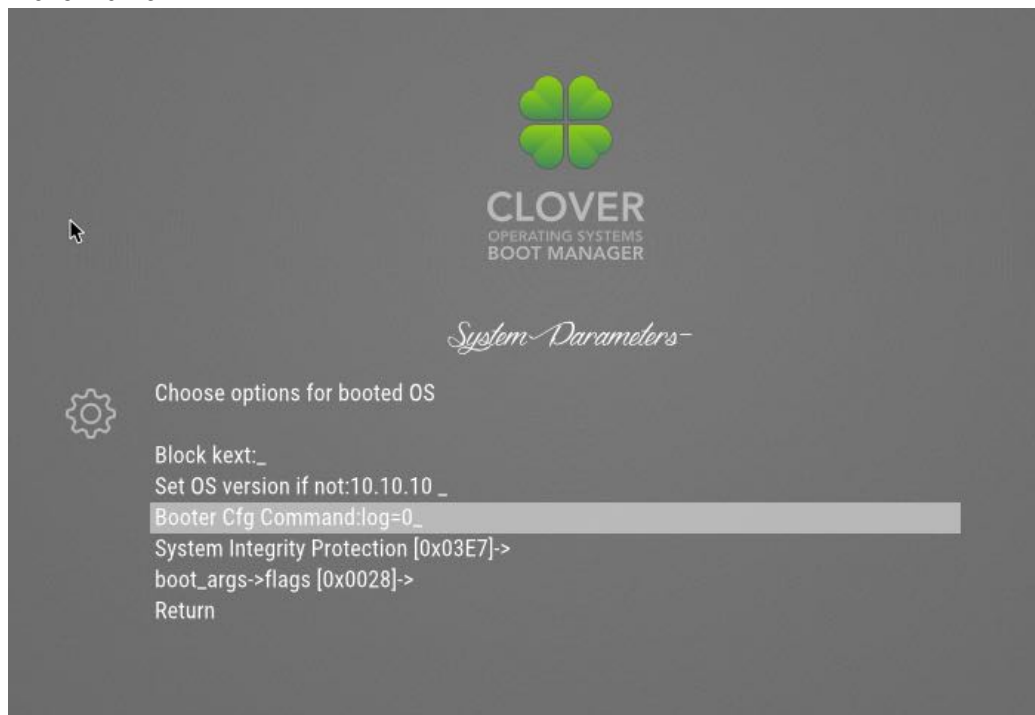 CLOVER
OPERATING SYSTEMS
BOOT MANAGER
System Parameters
Choose options for booted OS
Block kext:_
Set OS version if not:10.10.10 _
Booter Cfg Command:log=0_
System Integrity Protection [0x03E7]->
boot_args->flags [0x0028]->
Return